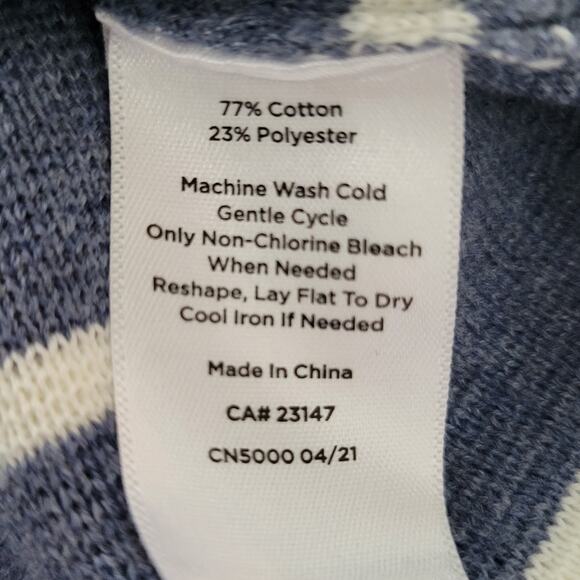 77% Cotton
23% Polyester
Machine Wash Cold
Gentle Cycle
Only Non-Chlorine Bleach
When Needed
Reshape, Lay Flat To Dry
Cool Iron If Needed
Made In China
CA# 23147
CN5000 04/21